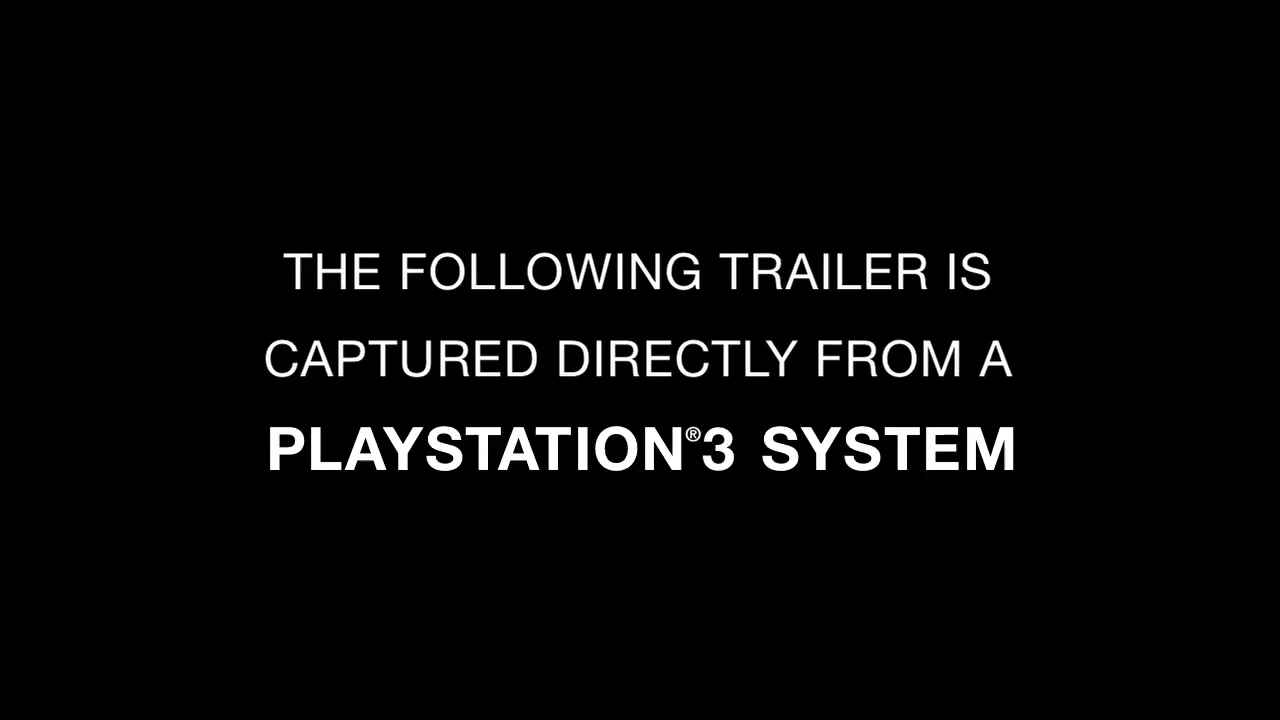 THE FOLLOWING TRAILER IS
CAPTURED DIRECTLY FROM A
PLAYSTATION®3 SYSTEM